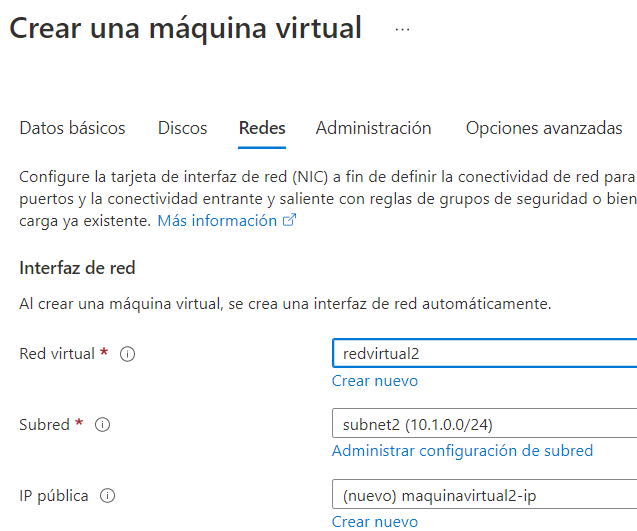 Crear una máquina virtual ...
Datos básicos Discos Redes Administración Opciones avanzadas
Configure la tarjeta de interfaz de red (NIC) a fin de definir la conectividad de red para
puertos y la conectividad entrante y saliente con reglas de grupos de seguridad o bien
carga ya existente. Más información
Interfaz de red
Al crear una máquina virtual, se crea una interfaz de red automáticamente.
Red virtual * redvirtual2
Crear nuevo
Subred * subnet2 (10.1.0.0/24)
Administrar configuración de subred
IP pública (nuevo) maquinavirtual2-ip
Crear nuevo